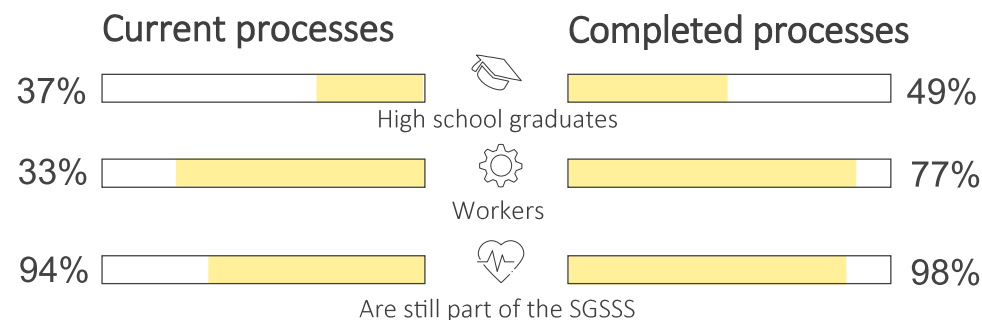 Current processes
Completed processes
37%
49%
High school graduates
33%
77%
Workers
94%
98%
Are still part of the SGSSS